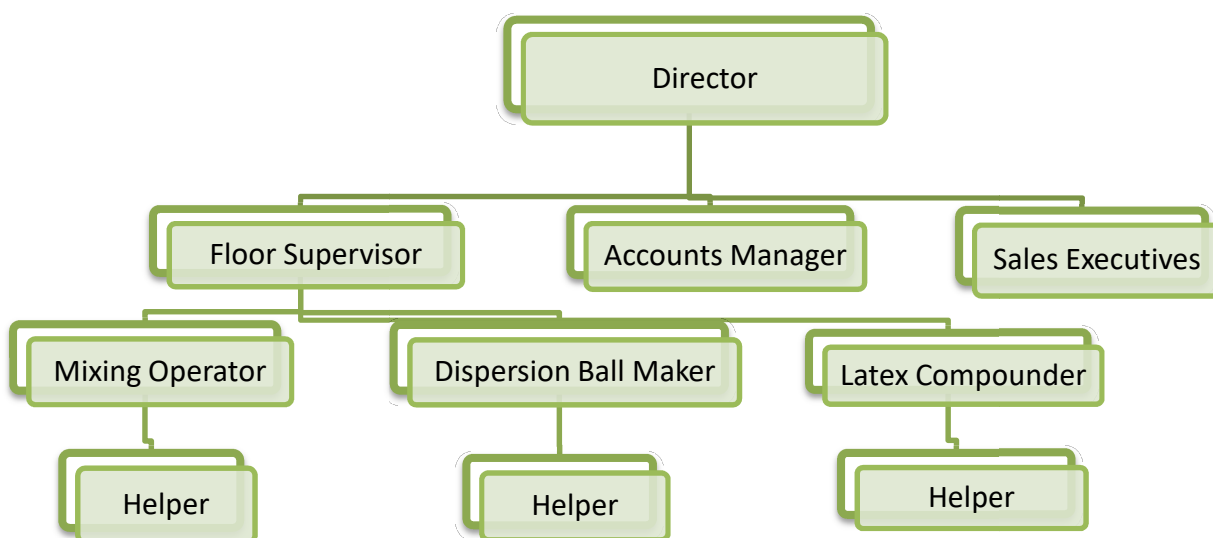 Director
Floor Supervisor
Accounts Manager
Sales Executives
Mixing Operator
Dispersion Ball Maker
Latex Compounder
Helper
Helper
Helper